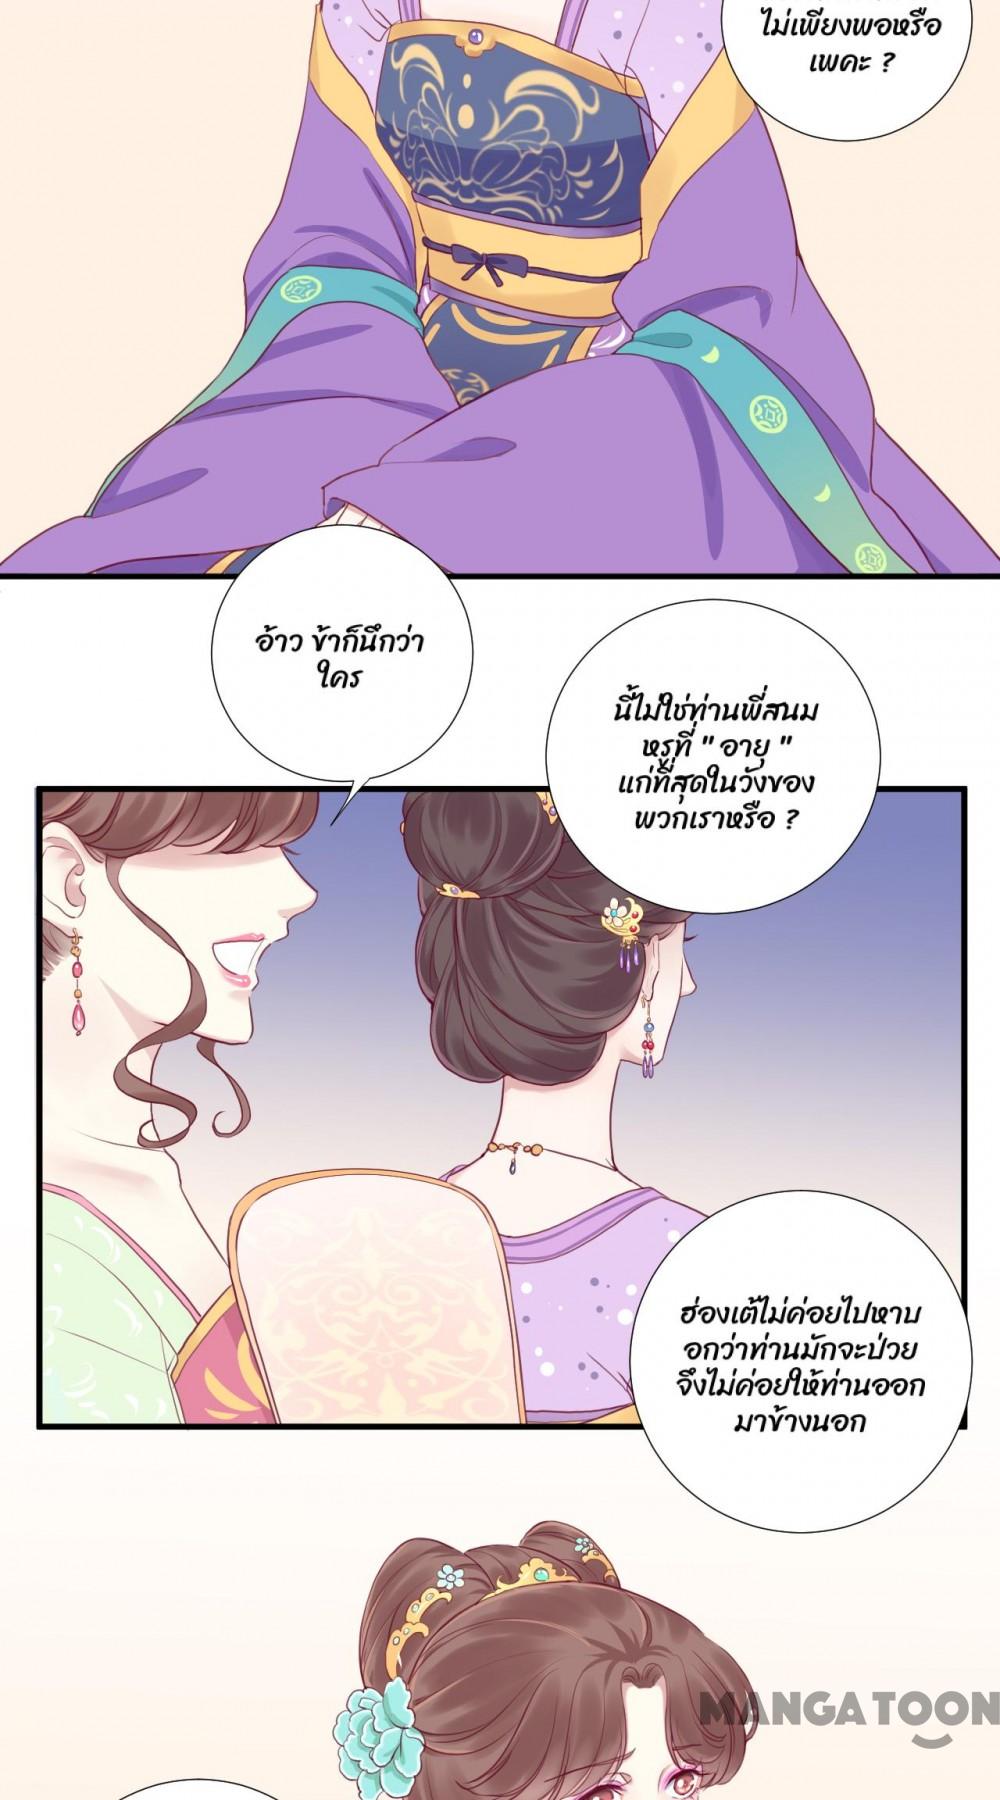 ไม่เพียงพอหรือ
เพคะ ?
อ้าว ข้าก็นึกว่า
ใคร
นี้ไม่ใช่ท่านพี่สนม
หรูที่ " อายุ "
แก่ที่สุดในวังของ
พวกเราหรือ ?
ฮ่องเต้ไม่ค่อยไปหาบ
อกว่าท่านมักจะป่วย
จึงไม่ค่อยให้ท่านออก
มาข้างนอก
MANGATOON